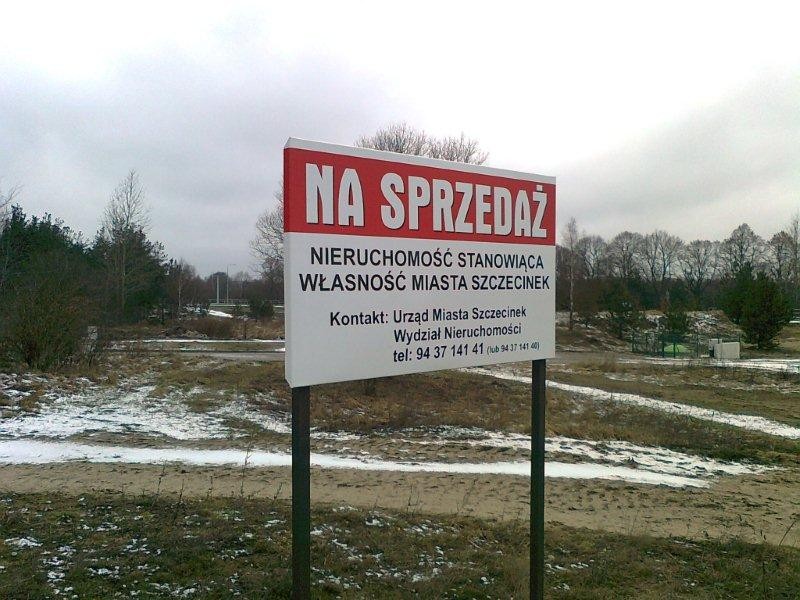 NA SPRZEDAŻ
NIERUCHOMOŚĆ STANOWIĄCA
WŁASNOŚĆ MIASTA SZCZECINEK
Kontakt: Urząd Miasta Szczecinek
Wydział Nieruchomości
tel: 94 37 141 41 (lub 94 37 141 40)